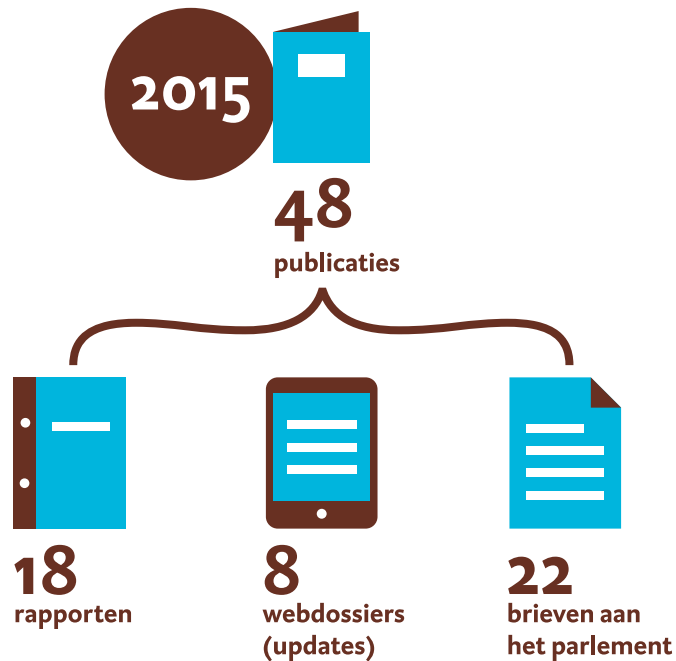 2015
48
publicaties
18
rapporten
8
webdossiers
(updates)
22
brieven aan
het parlement